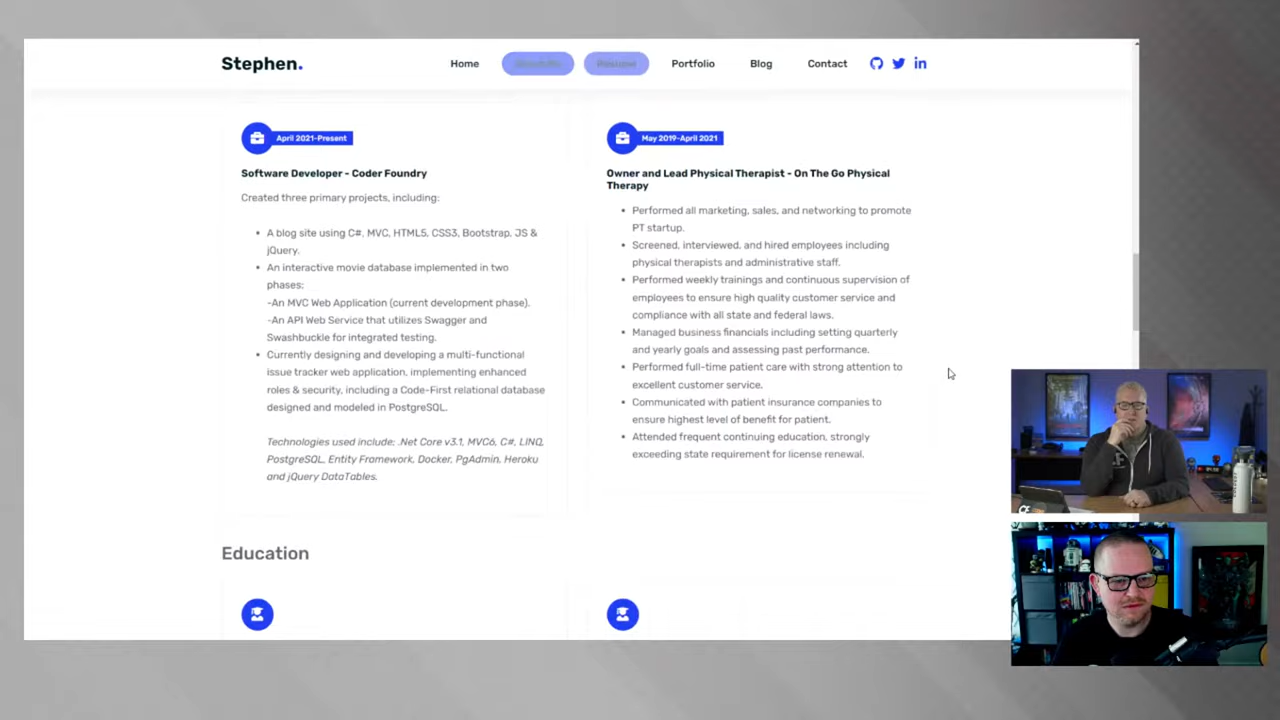 Stephen.
Home
Resume
Portfolio
Blog
Contact
April 2021-Present
Software Developer - Coder Foundry
Created three primary projects, including:
• A blog site using C#, MVC, HTML5, CSS3, Bootstrap, JS &
jQuery.
• An interactive movie database implemented in two
phases:
-An MVC Web Application (current development phase).
-An API Web Service that utilizes Swagger and
Swashbuckle for integrated testing.
• Currently designing and developing a multi-functional
issue tracker web application, implementing enhanced
roles & security, including a Code-First relational database
designed and modeled in PostgreSQL.
Technologies used include: .Net Core v3.1, MVC6, C#, LINQ,
PostgreSQL, Entity Framework, Docker, PgAdmin, Heroku
and jQuery DataTables.
May 2019-April 2021
Owner and Lead Physical Therapist - On The Go Physical
Therapy
• Performed all marketing, sales, and networking to promote
PT startup.
• Screened, interviewed, and hired employees including
physical therapists and administrative staff.
• Performed weekly trainings and continuous supervision of
employees to ensure high quality customer service and
compliance with all state and federal laws.
• Managed business financials including setting quarterly
and yearly goals and assessing past performance.
• Performed full-time patient care with strong attention to
excellent customer service.
• Communicated with patient insurance companies to
ensure highest level of benefit for patient.
• Attended frequent continuing education, strongly
exceeding state requirement for license renewal.
Education